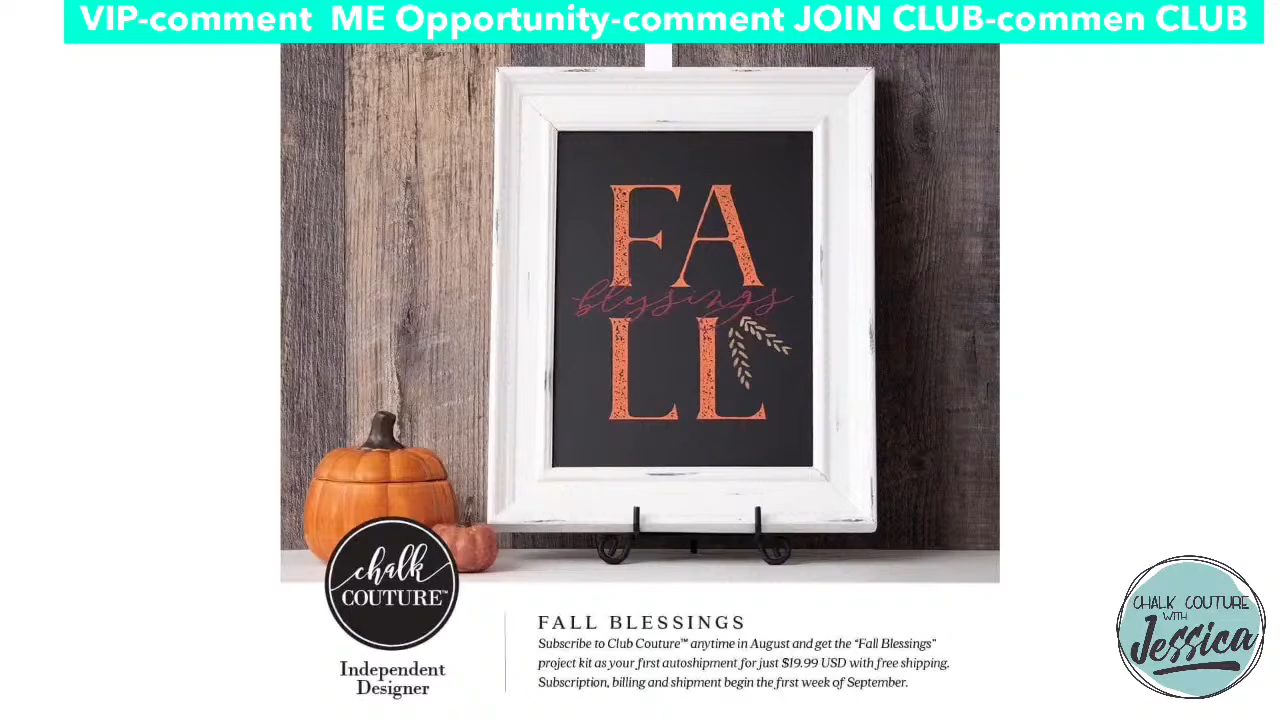 VIP-comment ME Opportunity-comment JOIN CLUB-commen CLUB
FA
blessings
LL
chalk
COUTURE™
Independent
Designer
FALL BLESSINGS
Subscribe to Club Couture™ anytime in August and get the "Fall Blessings"
project kit as your first autoshipment for just $19.99 USD with free shipping.
Subscription, billing and shipment begin the first week of September.
CHALK COUTURE
WITH
Jessica